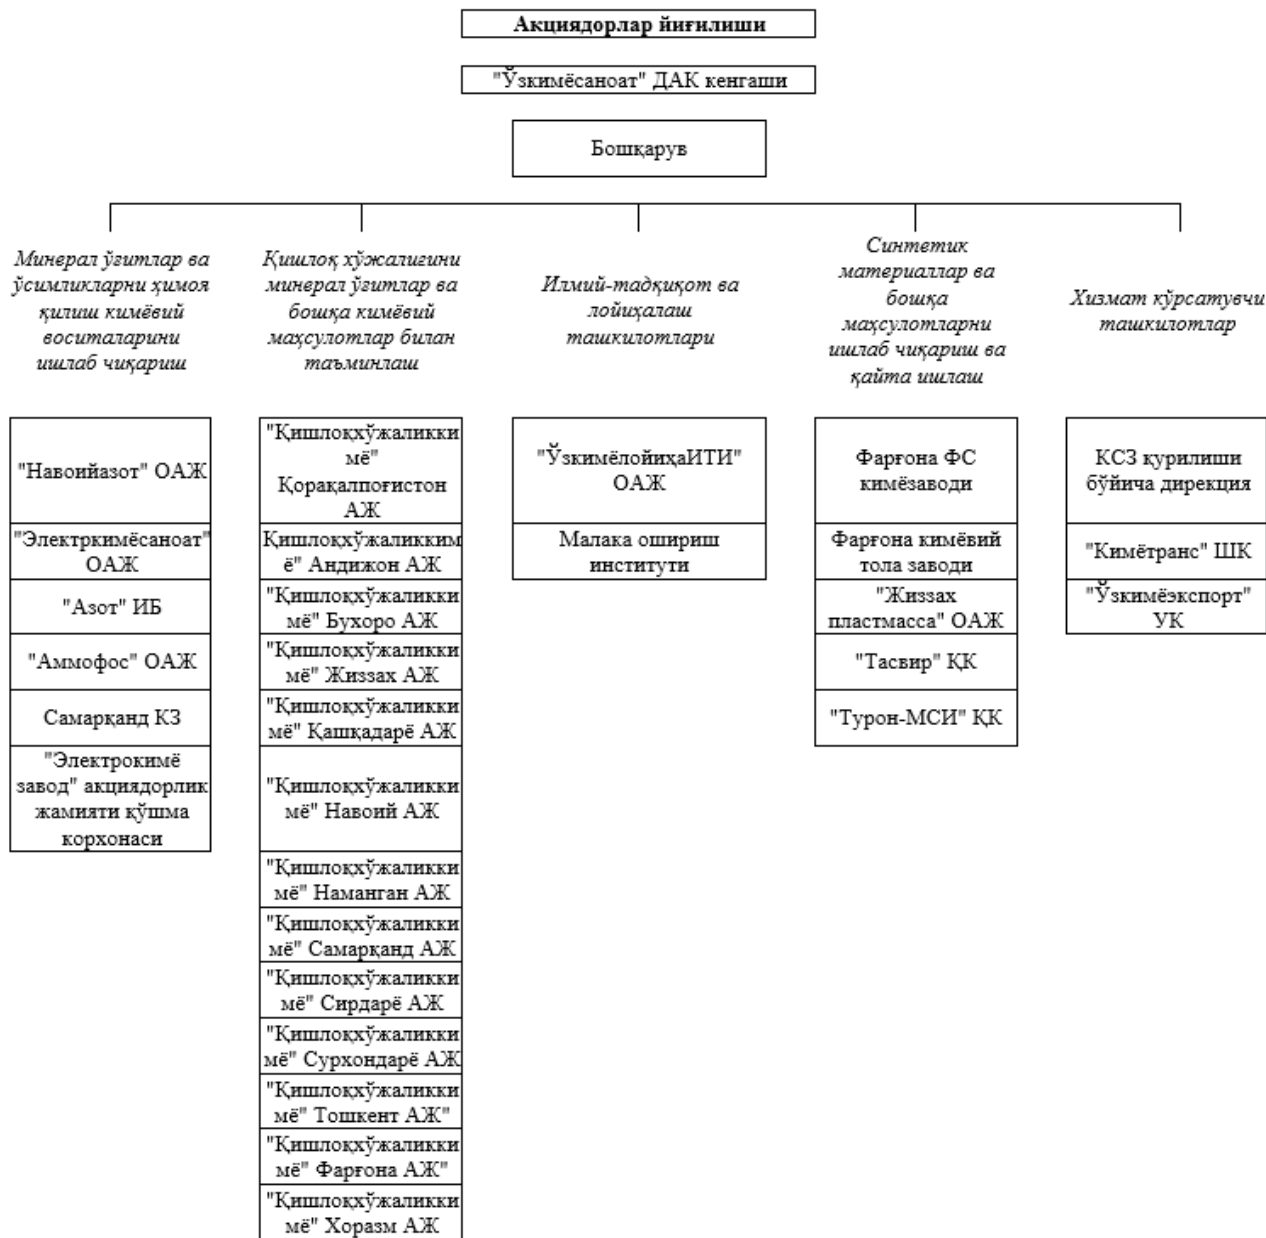 Акциядорлар йиғилиши
"Ўзкимёсаноат" ДАК кенгаши
Бошқарув
Минерал ўғитлар ва
ўсимликларни ҳимоя
қилиш кимёвий
воситаларини
ишлаб чиқариш
Қишлоқ хўжалигини
минерал ўғитлар ва
бошқа кимёвий
маҳсулотлар билан
таъминлаш
Илмий-тадқиқот ва
лойиҳалаш
ташкилотлари
Синтетик
материаллар ва
бошқа
маҳсулотларни
ишлаб чиқариш ва
қайта ишлаш
Хизмат кўрсатувчи
ташкилотлар
"Навоийазот" ОАЖ
"Электркимёсаноат"
ОАЖ
"Азот" ИБ
"Аммофос" ОАЖ
Самарқанд КЗ
"Электрокимё
завод" акциядорлик
жамияти қўшма
корхонаси
"Қишлоқхўжаликки
мё"
Қорақалпоғистон
АЖ
Қишлоқхўжаликким
ё" Андижон АЖ
"Қишлоқхўжаликки
мё" Бухоро АЖ
"Қишлоқхўжаликки
мё" Жиззах АЖ
"Қишлоқхўжаликки
мё" Қашқадарё АЖ
"Қишлоқхўжаликки
мё" Навоий АЖ
"Қишлоқхўжаликки
мё" Наманган АЖ
"Қишлоқхўжаликки
мё" Самарқанд АЖ
"Қишлоқхўжаликки
мё" Сирдарё АЖ
"Қишлоқхўжаликки
мё" Сурхондарё АЖ
"Қишлоқхўжаликки
мё" Тошкент АЖ"
"Қишлоқхўжаликки
мё" Фарғона АЖ"
"Қишлоқхўжаликки
мё" Хоразм АЖ
"ЎзкимёлойиҳаИТИ"
ОАЖ
Малака ошириш
институти
Фарғона ФС
кимёзаводи
Фарғона кимёвий
тола заводи
"Жиззах
пластмасса" ОАЖ
"Тасвир" ҚК
"Турон-МСИ" ҚК
КСЗ қурилиши
бўйича дирекция
"Кимётранс" ШК
"Ўзкимёэкспорт"
УК